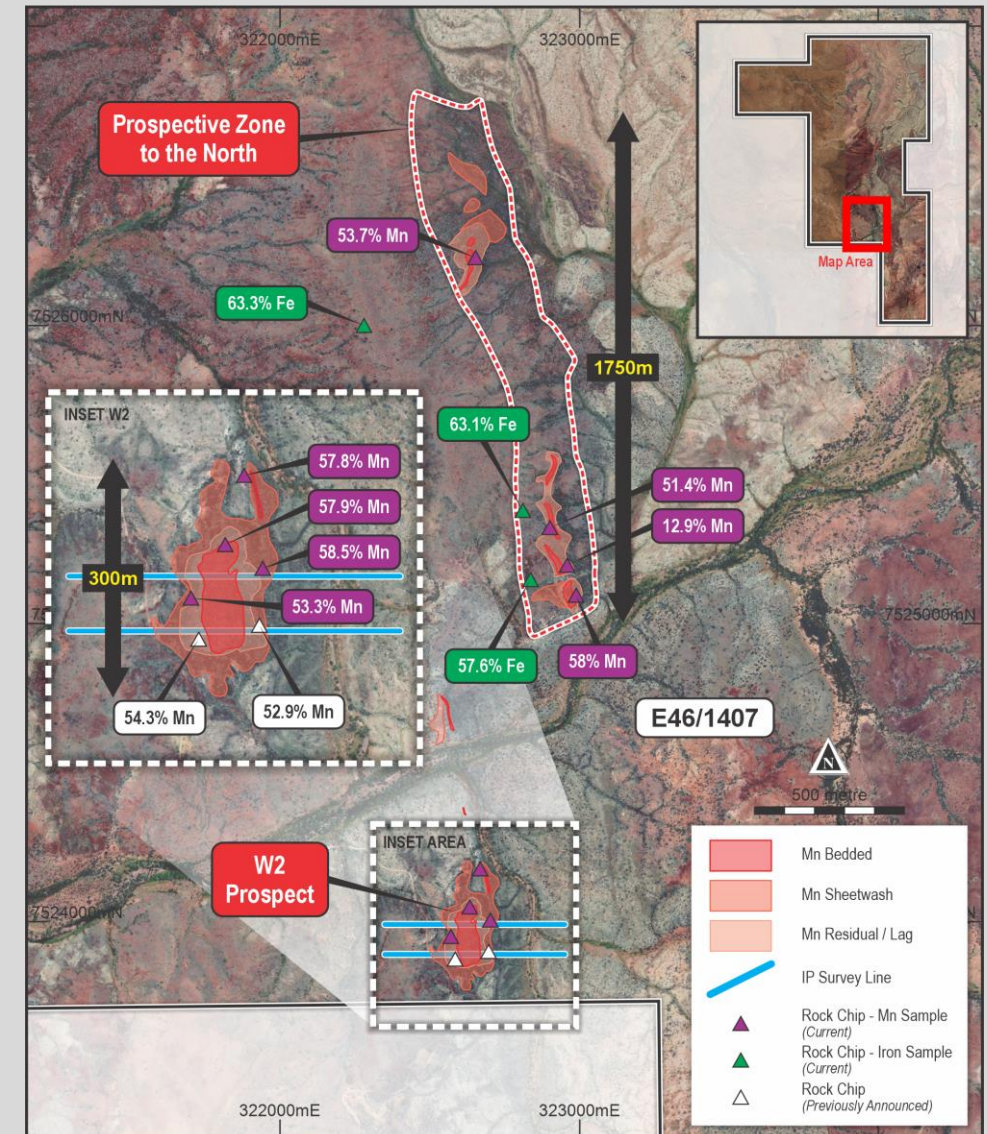 322000mE
323000mE
Prospective Zone
to the North
Map Area
53.7% Mn
63.3% Fe
7526000mN
1750m
INSET W2
63.1% Fe
57.8% Mn
51.4% Mn
57.9% Mn
12.9% Mn
58.5% Mn
300m
53.3% Mn
7525000mN
57.6% Fe
58% Mn
54.3% Mn
52.9% Mn
E46/1407
N
500 metre
INSET AREA
W2
Prospect
7524000mN
Mn Bedded
Mn Sheetwash
Mn Residual / Lag
IP Survey Line
Rock Chip - Mn Sample
(Current)
Rock Chip - Iron Sample
(Current)
Rock Chip
(Previously Announced)
322000mE
323000mE